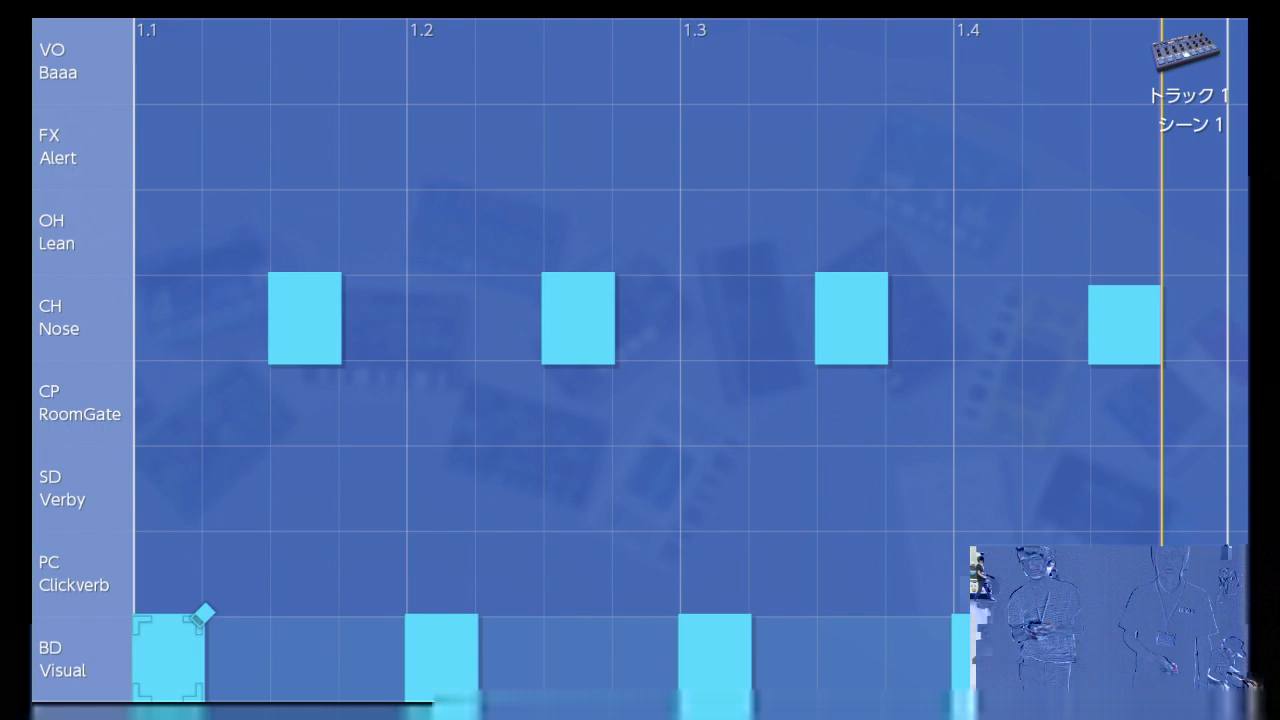 1.1
1.2
1.3
1.4
トラック 1
シーン 1
VO
Baaa
FX
Alert
OH
Lean
CH
Nose
CP
RoomGate
SD
Verby
PC
Clickverb
BD
Visual